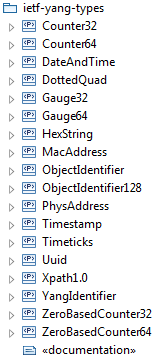 ietf-yang-types
<P> Counter32
<P> Counter64
<P> DateAndTime
<P> DottedQuad
<P> Gauge32
<P> Gauge64
<P> HexString
<P> MacAddress
<P> ObjectIdentifier
<P> ObjectIdentifier128
<P> PhysAddress
<P> Timestamp
<P> Timeticks
<P> Uuid
<P> Xpath1.0
<P> YangIdentifier
<P> ZeroBasedCounter32
<P> ZeroBasedCounter64
«documentation»